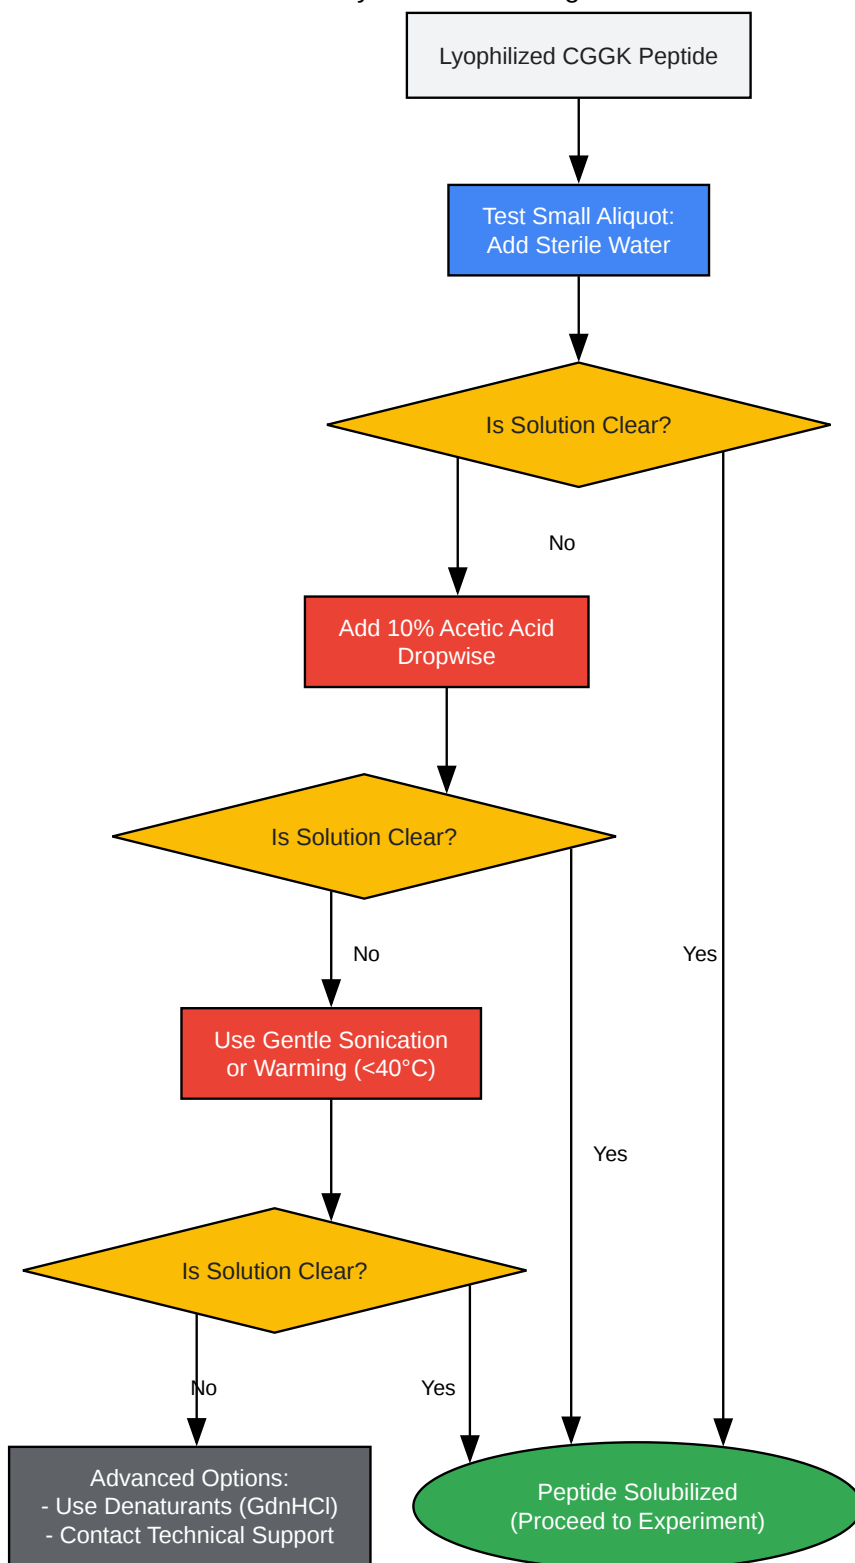 Lyophilized CGGK Peptide
Test Small Aliquot:
Add Sterile Water
Is Solution Clear?
No
Add 10% Acetic Acid
Dropwise
Is Solution Clear?
No
Yes
Use Gentle Sonication
or Warming (<40°C)
Yes
Is Solution Clear?
No
Yes
Advanced Options:
- Use Denaturants (GdnHCl)
- Contact Technical Support
Peptide Solubilized
(Proceed to Experiment)